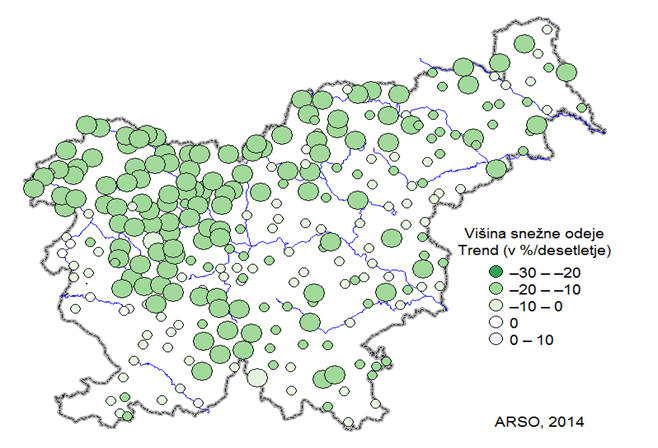 Višina snežne odeje
Trend (v %/desetletje)
–30 – –20
–20 – –10
–10 – 0
0
0 – 10
ARSO, 2014